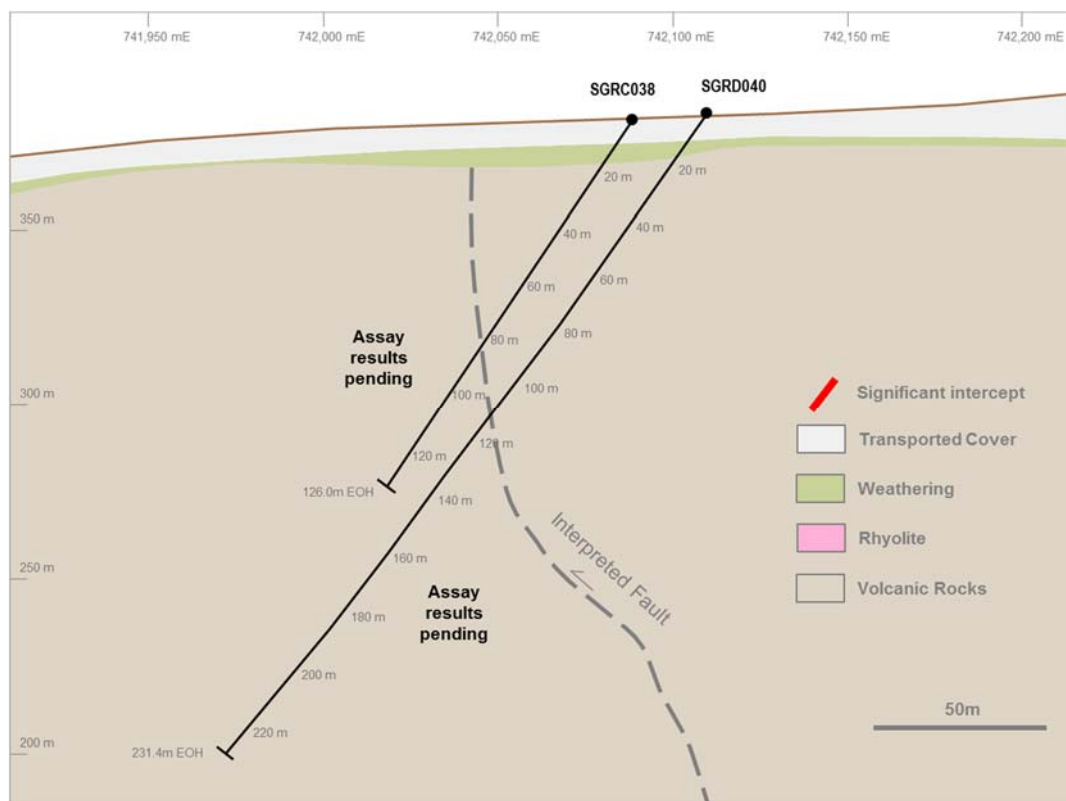 741,950 mE
742,000 mE
742,050 mE
742,100 mE
742,150 mE
742,200 mE
SGRC038
SGRD040
20 m
20 m
350 m
40 m
40 m
60 m
60 m
80 m
80 m
Assay
results
pending
100 m
100 m
300 m
120 m
120 m
126.0m EOH
140 m
160 m
250 m
Assay
results
pending
180 m
200 m
220 m
200 m
231.4m EOH
Interpreted Fault
Significant intercept
Transported Cover
Weathering
Rhyolite
Volcanic Rocks
50m